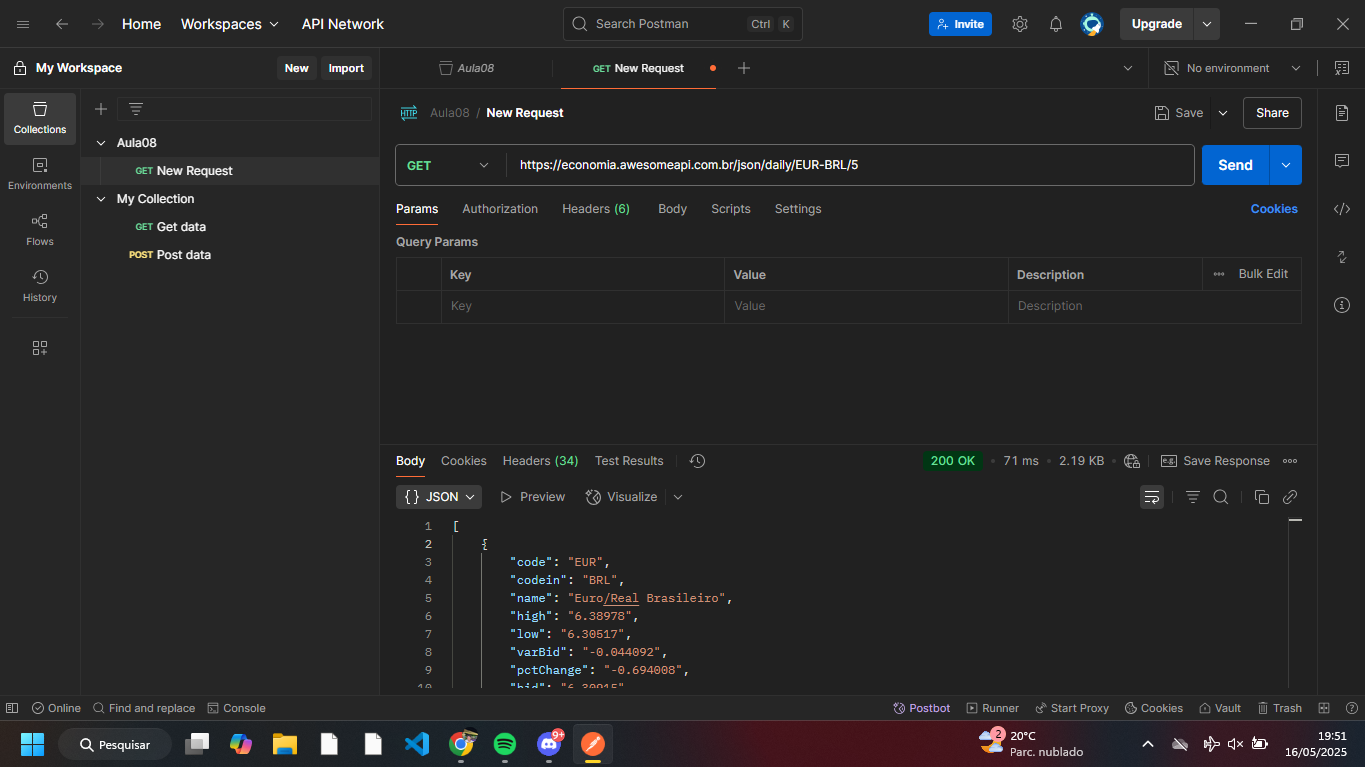 Home Workspaces API Network Search Postman Ctrl K Invite Upgrade
My Workspace New Import Aula08 GET New Request No environment
Collections
Environments
Flows
History
Aula08
GET New Request
My Collection
GET Get data
POST Post data
HTTP Aula08 / New Request Save Share
GET https://economia.awesomeapi.com.br/json/daily/EUR-BRL/5 Send
Params Authorization Headers (6) Body Scripts Settings Cookies
Query Params
Key Value Description Bulk Edit
Key Value Description
Body Cookies Headers (34) Test Results 200 OK 71 ms 2.19 KB e.g. Save Response
{} JSON Preview Visualize
1 [
2 {
3 "code": "EUR",
4 "codein": "BRL",
5 "name": "Euro/Real Brasileiro",
6 "high": "6.38978",
7 "low": "6.30517",
8 "varBid": "-0.044092",
9 "pctChange": "-0.694008",
10 "bid": "6.30915"
Online Find and replace Console Postbot Runner Start Proxy Cookies Vault Trash
Pesquisar 9+ 2 20°C 19:51
Parc. nublado 16/05/2025